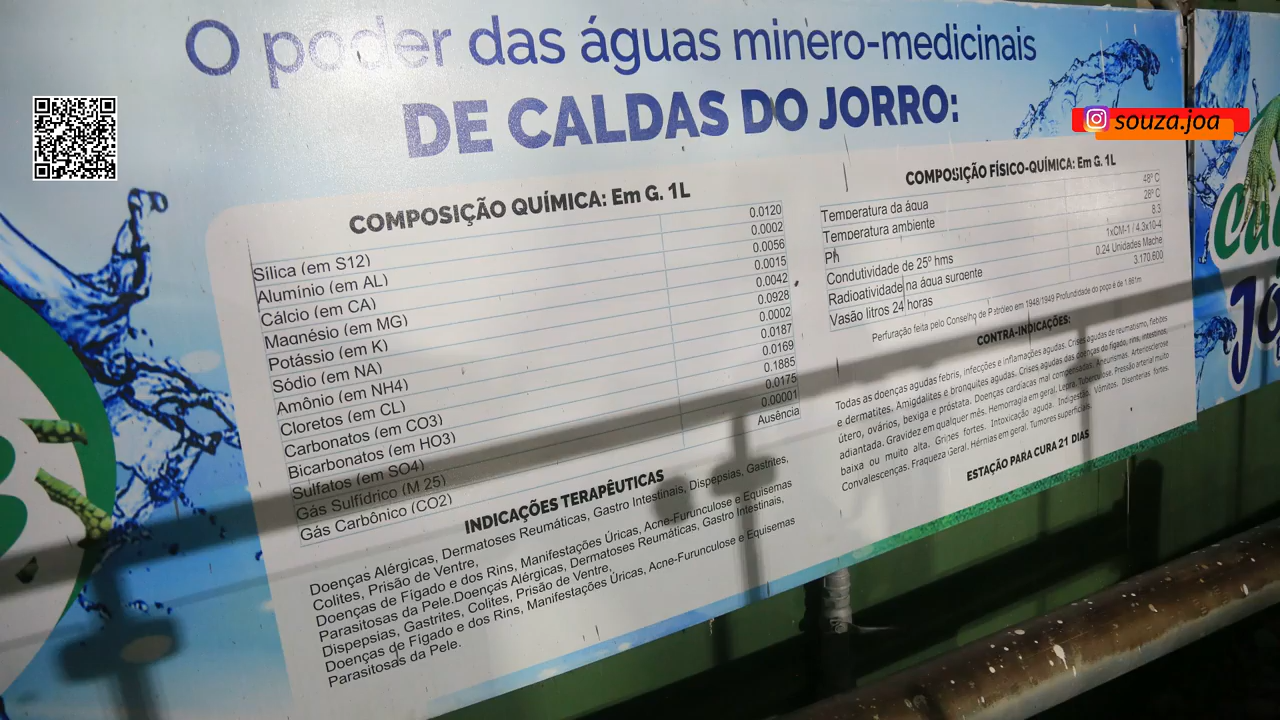 O poder das águas minero-medicinais
DE CALDAS DO JORRO:
souza.joa
COMPOSIÇÃO QUÍMICA: Em G. 1L
Sílica (em S12) 0.0120
Alumínio (em AL) 0.0002
Cálcio (em CA) 0.0056
Magnésio (em MG) 0.0015
Potássio (em K) 0.0042
Sódio (em NA) 0.0928
Amônio (em NH4) 0.0002
Cloretos (em CL) 0.0187
Carbonatos (em CO3) 0.0169
Bicarbonatos (em HO3) 0.1885
Sulfatos (em SO4) 0.0175
Gás Sulfídrico (M 25) 0.00001
Gás Carbônico (CO2) Ausência
INDICAÇÕES TERAPÊUTICAS
Doenças Alérgicas, Dermatoses Reumáticas, Gastro Intestinais, Dispepsias, Gastrites,
Colites, Prisão de Ventre,
Doenças de Fígado e dos Rins, Manifestações Úricas, Acne-Furunculose e Equisemas
Parasitosas da Pele.Doenças Alérgicas, Dermatoses Reumáticas, Gastro Intestinais,
Dispepsias, Gastrites, Colites, Prisão de Ventre,
Doenças de Fígado e dos Rins, Manifestações Úricas, Acne-Furunculose e Equisemas
Parasitosas da Pele.
COMPOSIÇÃO FÍSICO-QUÍMICA: Em G. 1L
Temperatura da água 48º C
Temperatura ambiente 28º C
Ph 8.3
Condutividade de 25º hms 1xCM-1 / 4.3x10-4
Radioatividade na água surgente 0.24 Unidades Mache
Vasão litros 24 horas 3.170.600
Perfuração feita pelo Conselho de Petróleo em 1948/1949 Profundidade do poço é de 1.861m
CONTRA-INDICAÇÕES:
Todas as doenças agudas febris, infecções e inflamações agudas. Crises agudas de reumatismo, flebites
e dermatites. Amigdalites e bronquites agudas. Crises agudas das doenças do fígado, rins, intestinos,
útero, ovários, bexiga e próstata. Doenças cardíacas mal compensadas. Aneurismas. Arteriosclerose
adiantada. Gravidez em qualquer mês. Hemorragia em geral. Lepra. Tuberculose. Pressão arterial muito
baixa ou muito alta. Gripes fortes. Intoxicação aguda. Indigestão. Vômitos. Disenterias fortes.
Convalescenças. Fraqueza Geral. Hérnias em geral. Tumores superficiais.
ESTAÇÃO PARA CURA 21 DIAS